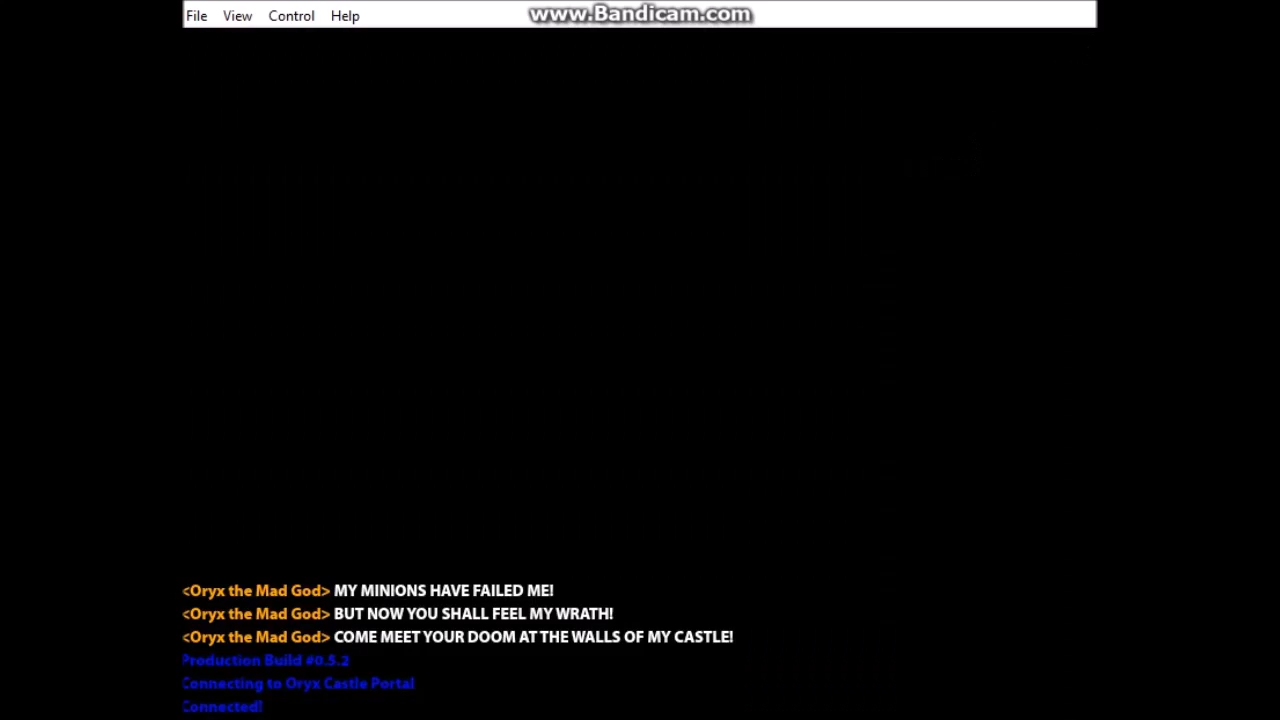 File View Control Help
www.Bandicam.com
<Oryx the Mad God> MY MINIONS HAVE FAILED ME!
<Oryx the Mad God> BUT NOW YOU SHALL FEEL MY WRATH!
<Oryx the Mad God> COME MEET YOUR DOOM AT THE WALLS OF MY CASTLE!
Production Build #0.5.2
Connecting to Oryx Castle Portal
Connected!